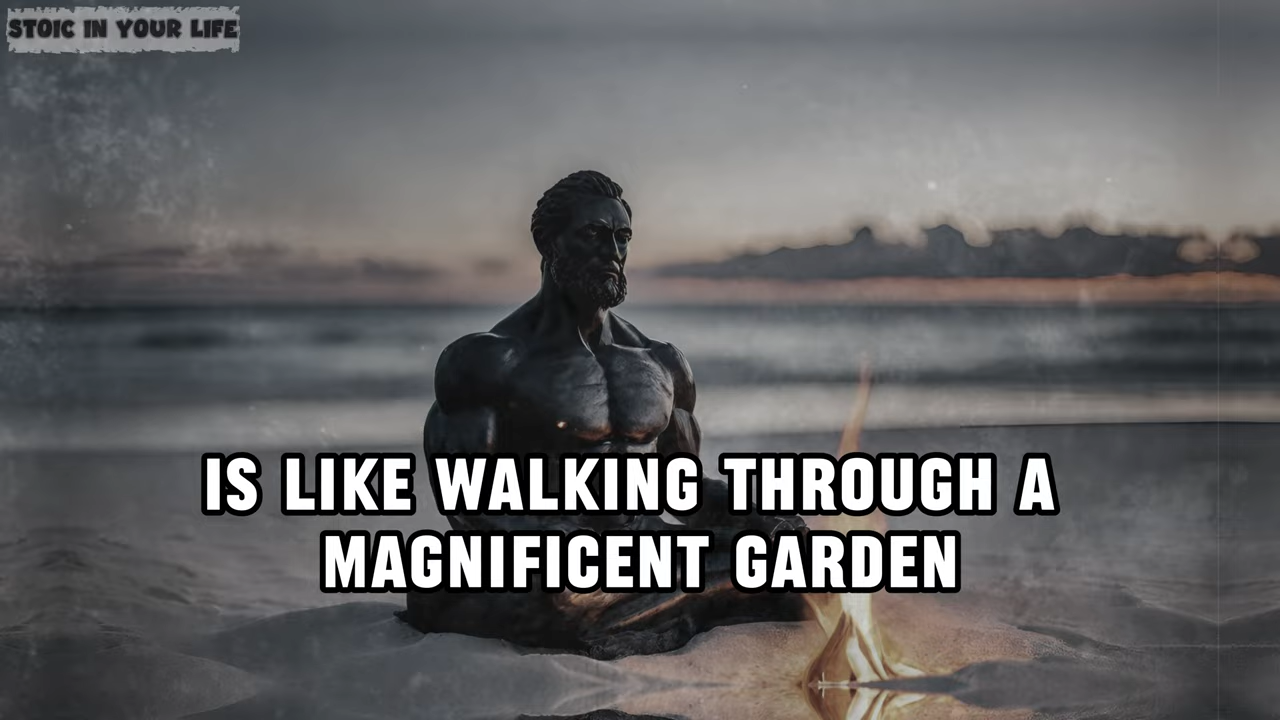 STOIC IN YOUR LIFE
IS LIKE WALKING THROUGH A
MAGNIFICENT GARDEN